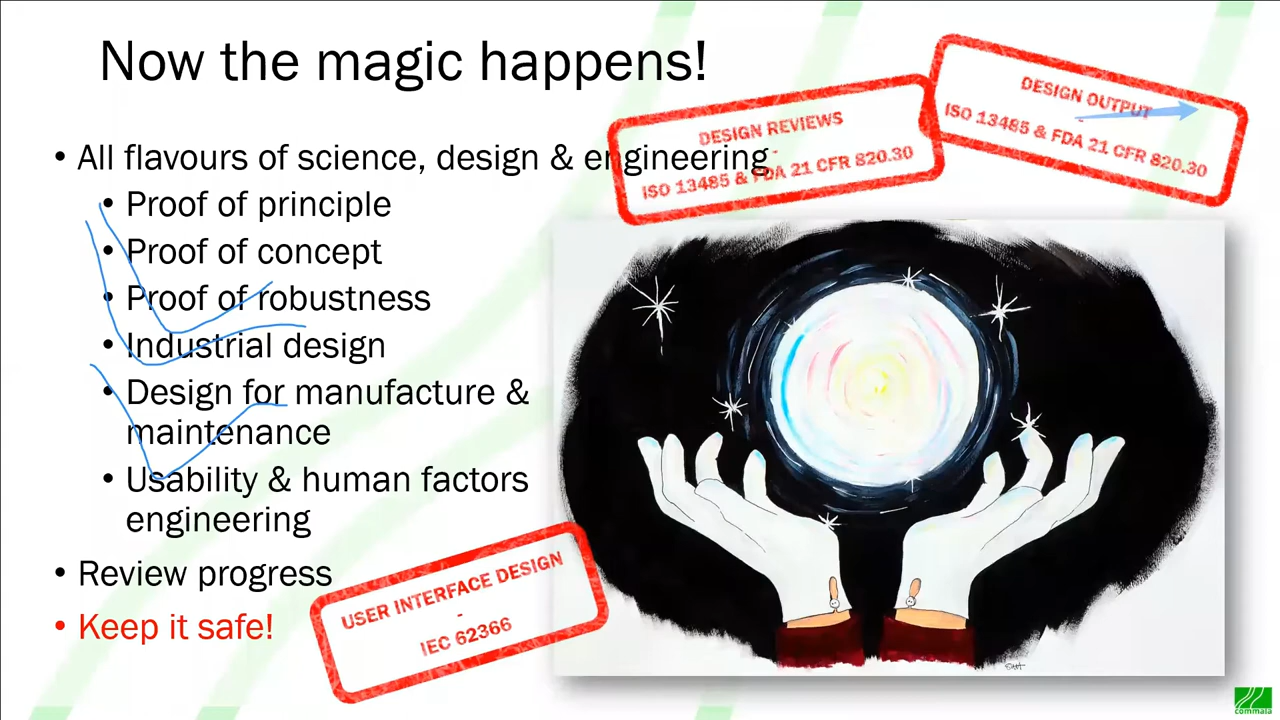 Now the magic happens!
DESIGN REVIEWS
-
ISO 13485 & FDA 21 CFR 820.30
DESIGN OUTPUT
-
ISO 13485 & FDA 21 CFR 820.30
• All flavours of science, design & engineering
• Proof of principle
• Proof of concept
• Proof of robustness
• Industrial design
• Design for manufacture &
maintenance
• Usability & human factors
engineering
• Review progress
• Keep it safe!
USER INTERFACE DESIGN
-
IEC 62366
commaia